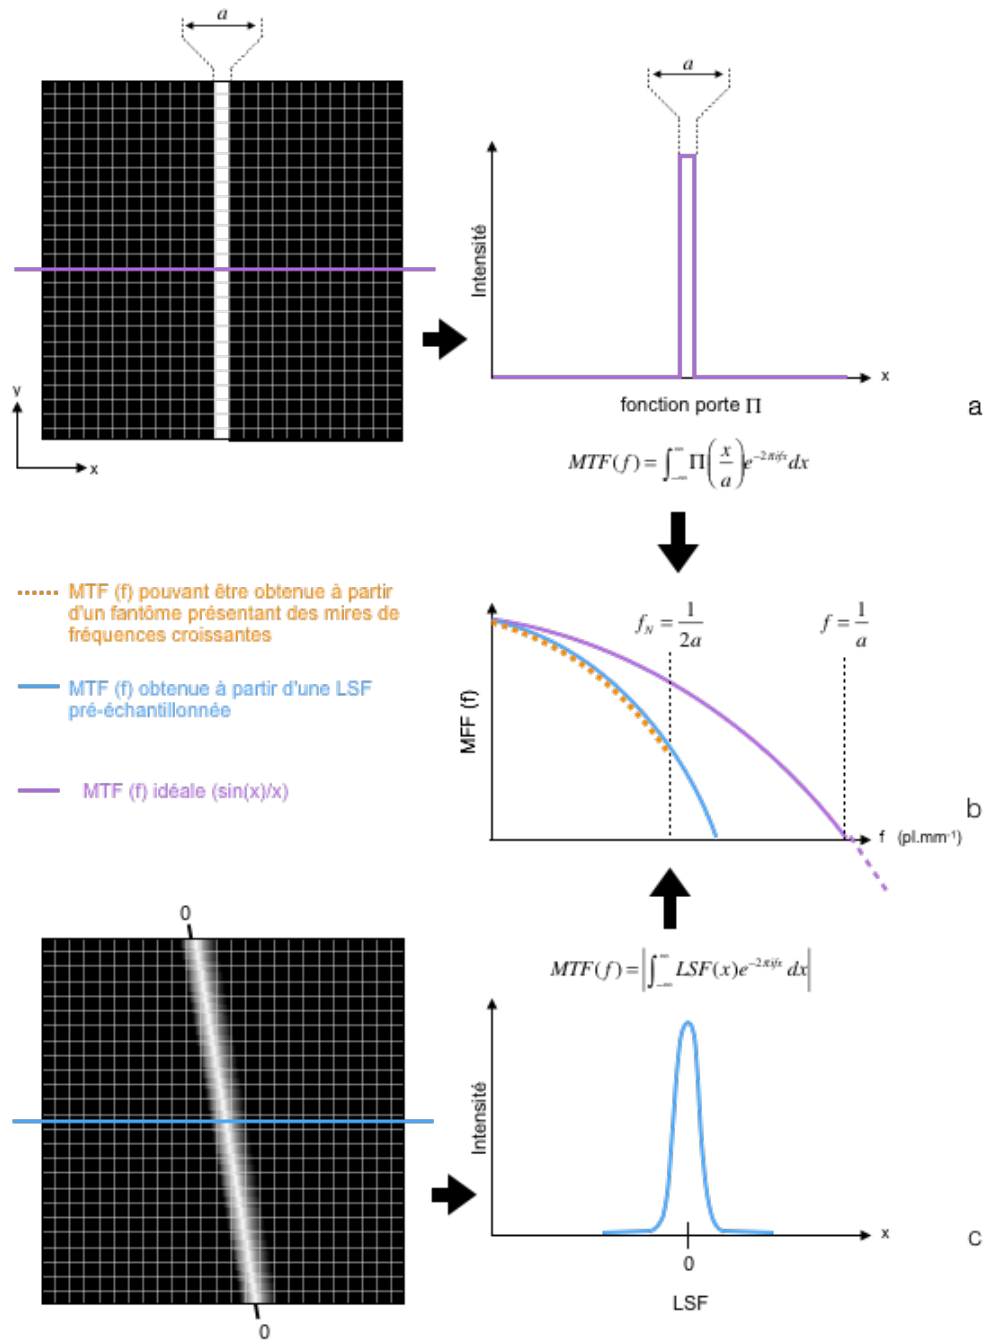 a
a
Intensité
x
fonction porte Π
a
y
x
MTF(f) = ∫_{-∞}^{∞} Π(x/a) e^{-2πifx} dx
MTF (f) pouvant être obtenue à partir
d'un fantôme présentant des mires de
fréquences croissantes
MTF (f) obtenue à partir d'une LSF
pré-échantillonnée
MTF (f) idéale (sin(x)/x)
f_N = 1/2a
f = 1/a
MFF (f)
f (pl.mm⁻¹)
b
0
0
MTF(f) = |∫_{-∞}^{∞} LSF(x) e^{-2πifx} dx|
Intensité
x
0
LSF
c